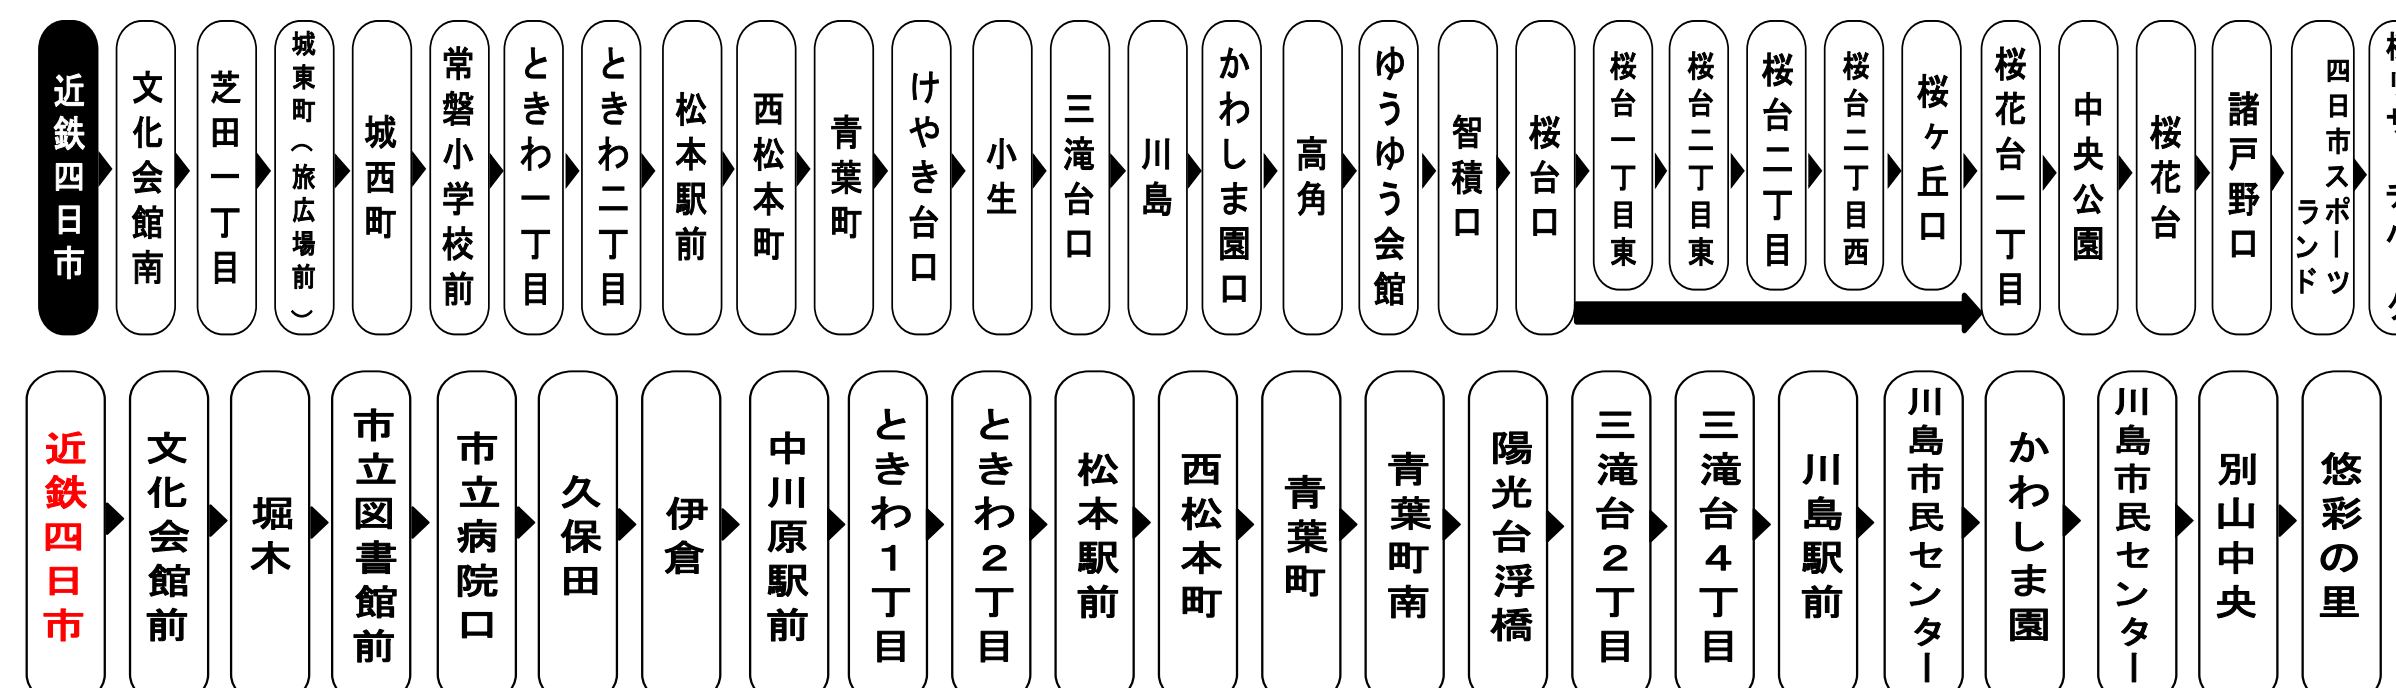 近鉄四日市
文化会館南
芝田一丁目
城東町（旅広場前）
城西町
常磐小学校前
ときわ一丁目
ときわ二丁目
松本駅前
西松本町
青葉町
けやき台口
小生
三滝台口
川島
かわしま園口
高角
ゆうゆう会館
智積口
桜台口
桜台一丁目東
桜台二丁目東
桜台二丁目
桜台二丁目西
桜ヶ丘口
桜花台一丁目
中央公園
桜花台
諸戸野口
四日市スポーツ
ランド
近鉄四日市
文化会館前
堀木
市立図書館前
市立病院口
久保田
伊倉
中川原駅前
ときわ１丁目
ときわ２丁目
松本駅前
西松本町
青葉町
青葉町南
陽光台浮橋
三滝台２丁目
三滝台４丁目
川島駅前
川島市民センター
かわしま園
川島市民センター
別山中央
悠彩の里